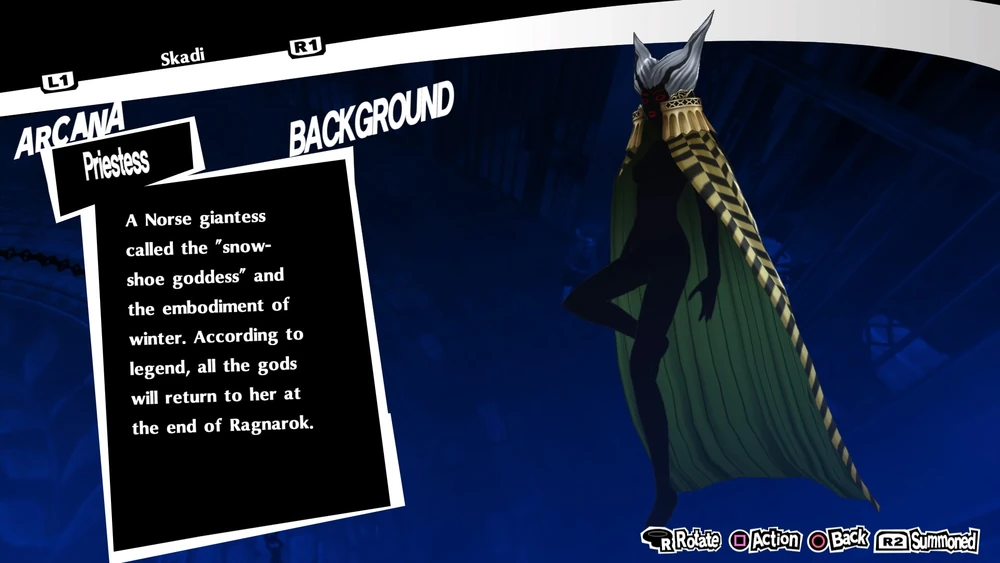 L1
Skadi
R1
ARCANA
Priestess
BACKGROUND
A Norse giantess
called the "snow-
shoe goddess" and
the embodiment of
winter. According to
legend, all the gods
will return to her at
the end of Ragnarok.
R Rotate Action Back R2 Summoned